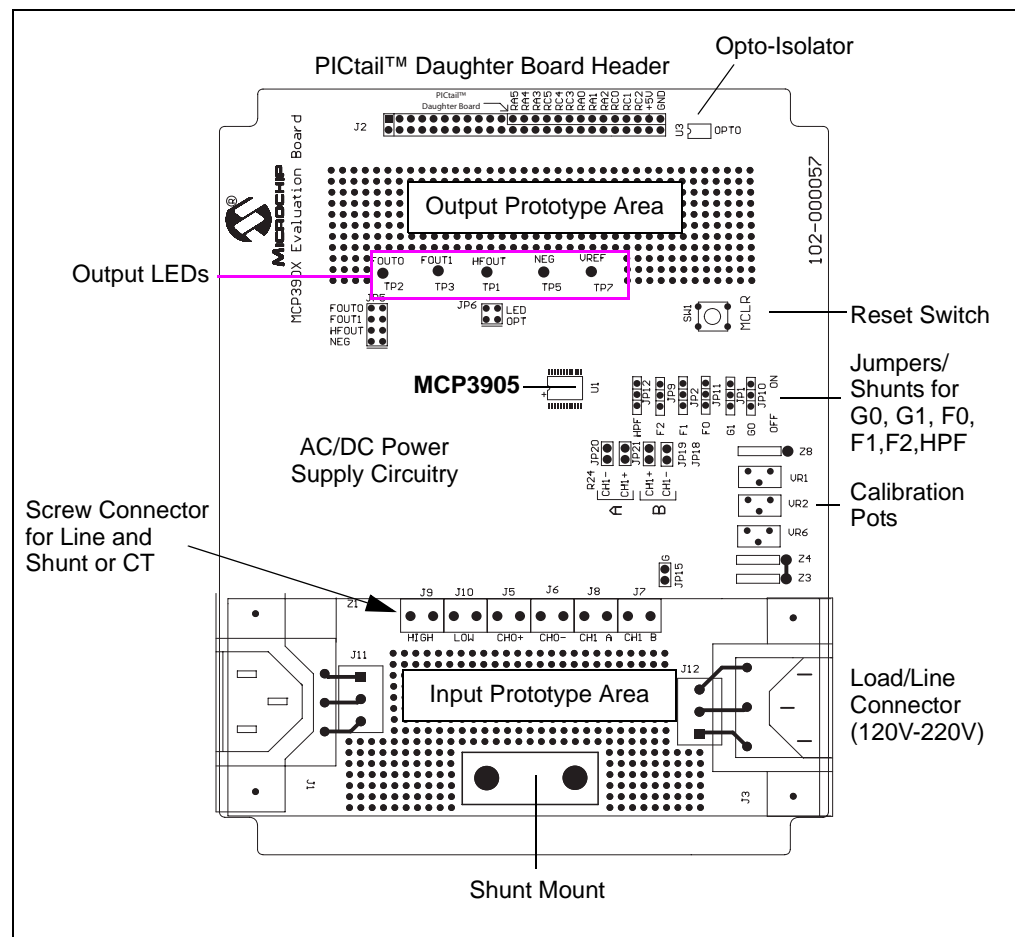 Opto-Isolator
PICtail™ Daughter Board Header
PICtail™
Daughter Board
RA5
RA4
RA3
RC5
RC4
RC3
RA0
RA1
RA2
RC0
RC1
RC2
+5V
GND
J2
U3
OPTO
®
MICROCHIP
MCP390X Evaluation Board
102-000057
Output Prototype Area
Output LEDs
FOUT0 FOUT1 HFOUT NEG VREF
TP2 TP3 TP1 TP5 TP7
JP5
FOUT0
FOUT1
HFOUT
NEG
JP6
LED
OPT
SW1
MCLR
Reset Switch
MCP3905
+
U1
JP12 JP9 JP2 JP11 JP1 JP10
ON
HPF F2 F1 F0 G1 G0 OFF
Jumpers/
Shunts for
G0, G1, F0,
F1,F2,HPF
AC/DC Power
Supply Circuitry
JP20 JP21 JP19 JP18
R24
CH1- CH1+ CH1+ CH1-
A B
Z8
VR1
VR2
VR6
Z4
Z3
Calibration
Pots
Screw Connector
for Line and
Shunt or CT
G
JP15
Z1
J9 J10 J5 J6 J8 J7
HIGH LOW CH0+ CH0- CH1 A CH1 B
J11
J12
Input Prototype Area
Load/Line
Connector
(120V-220V)
J1
J3
Shunt Mount